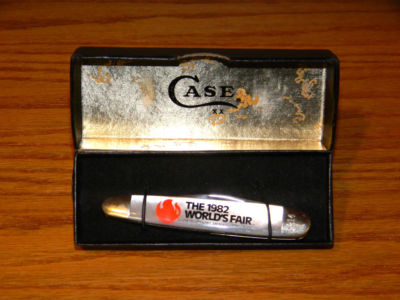 CASE
XX
THE 1982
WORLD'S FAIR